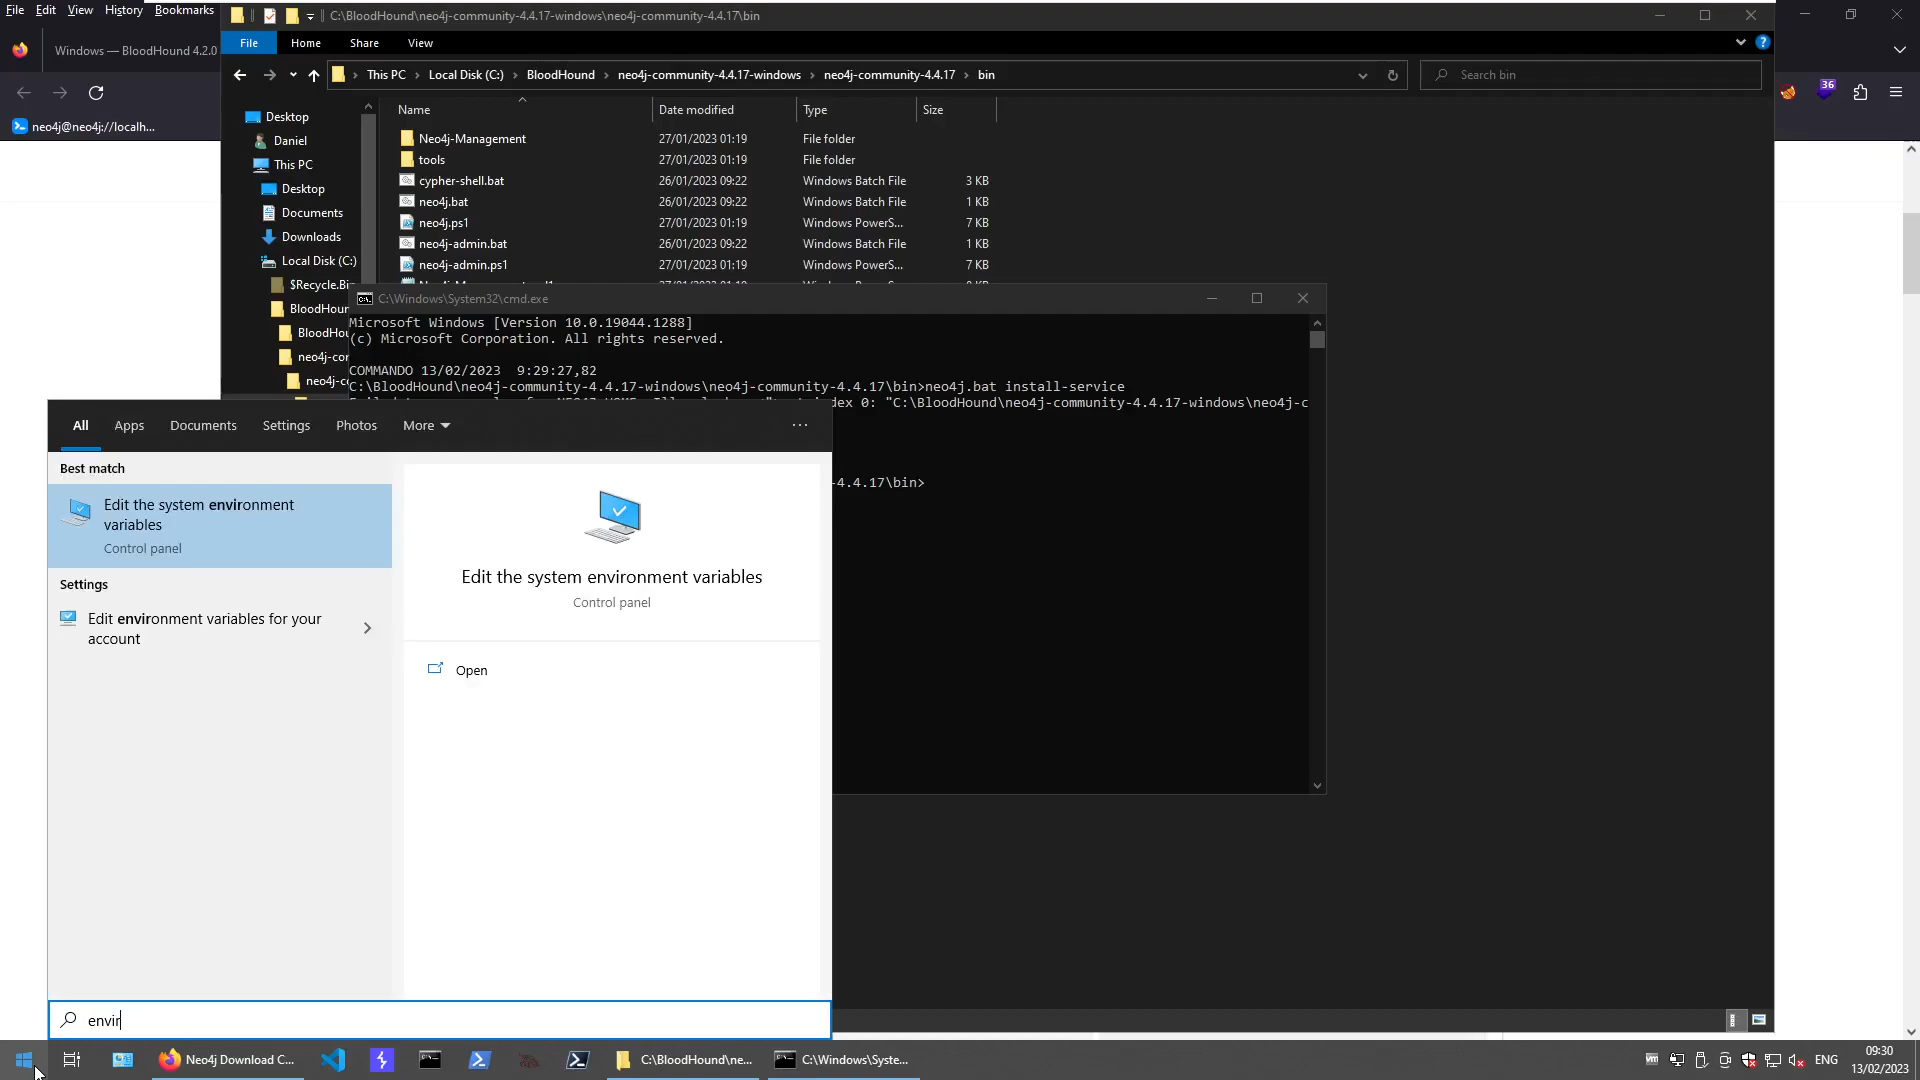 File Edit View History Bookmarks
Windows — BloodHound 4.2.0
neo4j@neo4j://localh...
C:\BloodHound\neo4j-community-4.4.17-windows\neo4j-community-4.4.17\bin
File Home Share View
This PC Local Disk (C:) BloodHound neo4j-community-4.4.17-windows neo4j-community-4.4.17 bin
Search bin
36
Name Date modified Type Size
Desktop
Daniel
This PC
Desktop
Documents
Downloads
Local Disk (C:)
$Recycle.Bi
BloodHour
BloodHou
neo4j-cor
neo4j-c
Neo4j-Management 27/01/2023 01:19 File folder
tools 27/01/2023 01:19 File folder
cypher-shell.bat 26/01/2023 09:22 Windows Batch File 3 KB
neo4j.bat 26/01/2023 09:22 Windows Batch File 1 KB
neo4j.ps1 27/01/2023 01:19 Windows PowerS... 7 KB
neo4j-admin.bat 26/01/2023 09:22 Windows Batch File 1 KB
neo4j-admin.ps1 27/01/2023 01:19 Windows PowerS... 7 KB
C:\Windows\System32\cmd.exe
Microsoft Windows [Version 10.0.19044.1288]
(c) Microsoft Corporation. All rights reserved.
COMMANDO 13/02/2023 9:29:27,82
C:\BloodHound\neo4j-community-4.4.17-windows\neo4j-community-4.4.17\bin>neo4j.bat install-service
dex 0: "C:\BloodHound\neo4j-community-4.4.17-windows\neo4j-c
-4.4.17\bin>
All Apps Documents Settings Photos More ...
Best match
Edit the system environment
variables
Control panel
Settings
Edit environment variables for your
account
Edit the system environment variables
Control panel
Open
envir
Neo4j Download C...
C:\BloodHound\ne...
C:\Windows\Syste...
ENG
09:30
13/02/2023